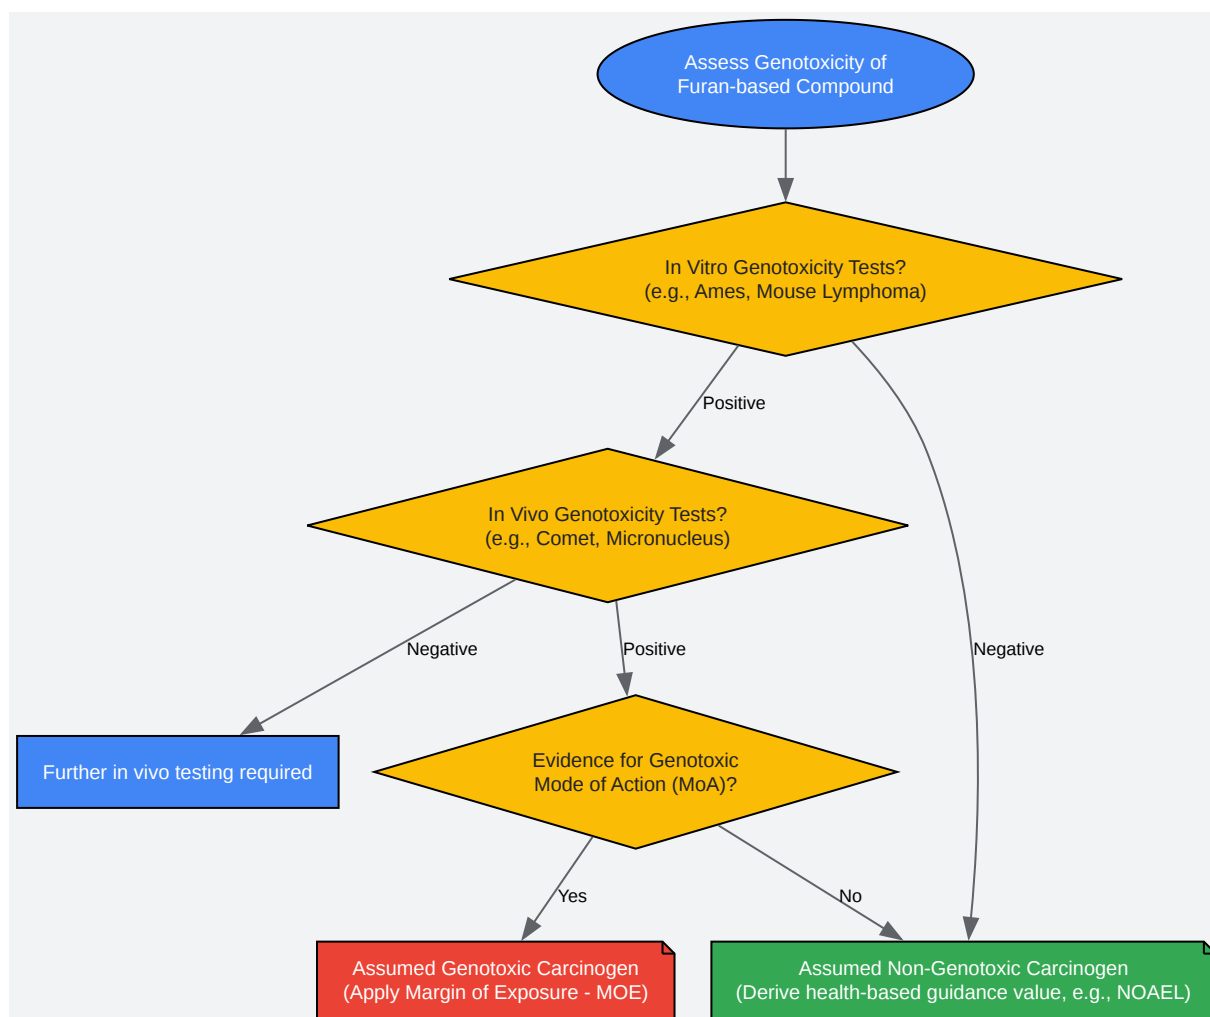 Assess Genotoxicity of
Furan-based Compound
In Vitro Genotoxicity Tests?
(e.g., Ames, Mouse Lymphoma)
Positive
In Vivo Genotoxicity Tests?
(e.g., Comet, Micronucleus)
Negative
Positive
Negative
Further in vivo testing required
Evidence for Genotoxic
Mode of Action (MoA)?
Yes
No
Assumed Genotoxic Carcinogen
(Apply Margin of Exposure - MOE)
Assumed Non-Genotoxic Carcinogen
(Derive health-based guidance value, e.g., NOAEL)